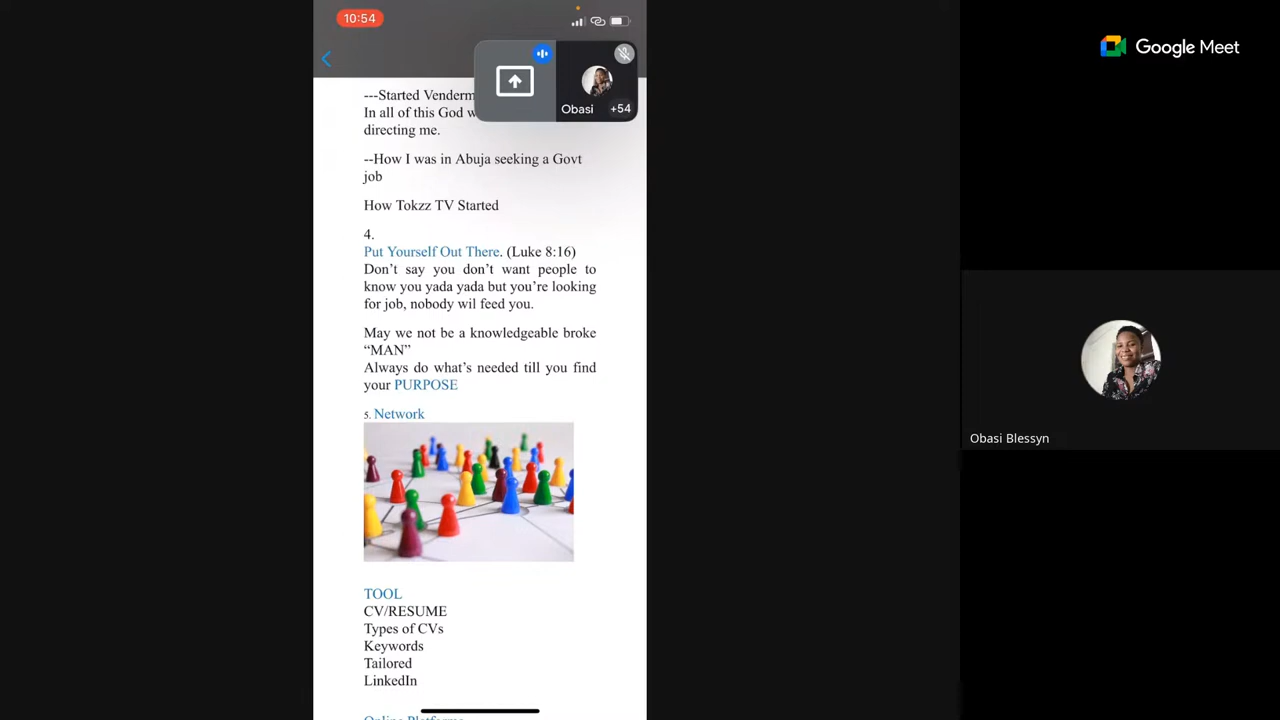 10:54
Google Meet
Obasi +54
---Started Venderm
In all of this God w
directing me.
--How I was in Abuja seeking a Govt
job
How Tokzz TV Started
4.
Put Yourself Out There. (Luke 8:16)
Don’t say you don’t want people to
know you yada yada but you’re looking
for job, nobody wil feed you.
May we not be a knowledgeable broke
“MAN”
Always do what’s needed till you find
your PURPOSE
5. Network
TOOL
CV/RESUME
Types of CVs
Keywords
Tailored
LinkedIn
Online Platforms
Obasi Blessyn